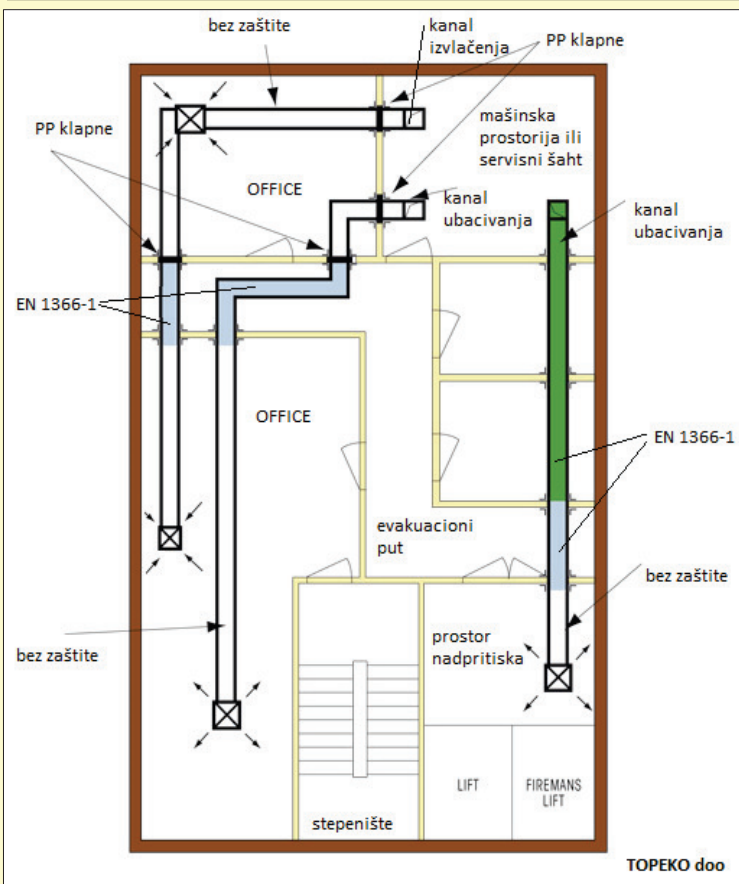 bez zaštite
kanal
izvlačenja
PP klapne
PP klapne
mašinska
prostorija ili
servisni šaht
OFFICE
kanal
ubacivanja
kanal
ubacivanja
EN 1366-1
OFFICE
EN 1366-1
evakuacioni
put
bez zaštite
bez zaštite
prostor
nadpritiska
LIFT
FIREMANS
LIFT
stepenište
TOPEKO doo